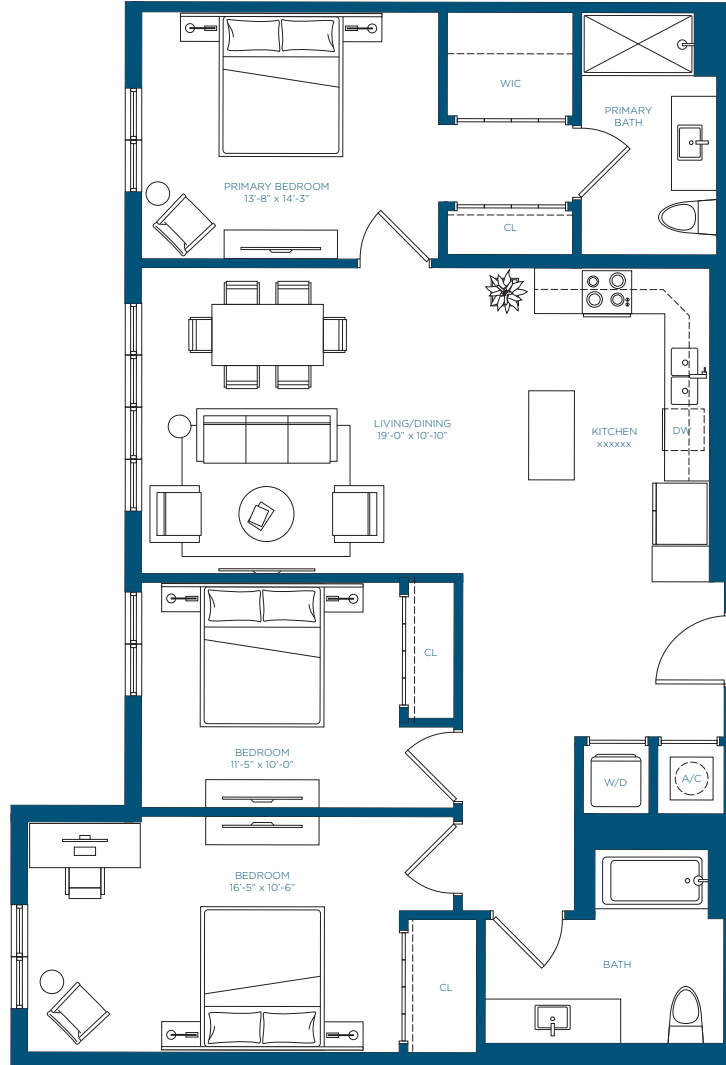 WIC
PRIMARY
BATH
PRIMARY BEDROOM
13'-8" x 14'-3"
CL
LIVING/DINING
19'-0" x 10'-10"
KITCHEN
xxxxxx
DW
CL
BEDROOM
11'-5" x 10'-0"
W/D
A/C
BEDROOM
16'-5" x 10'-6"
BATH
CL